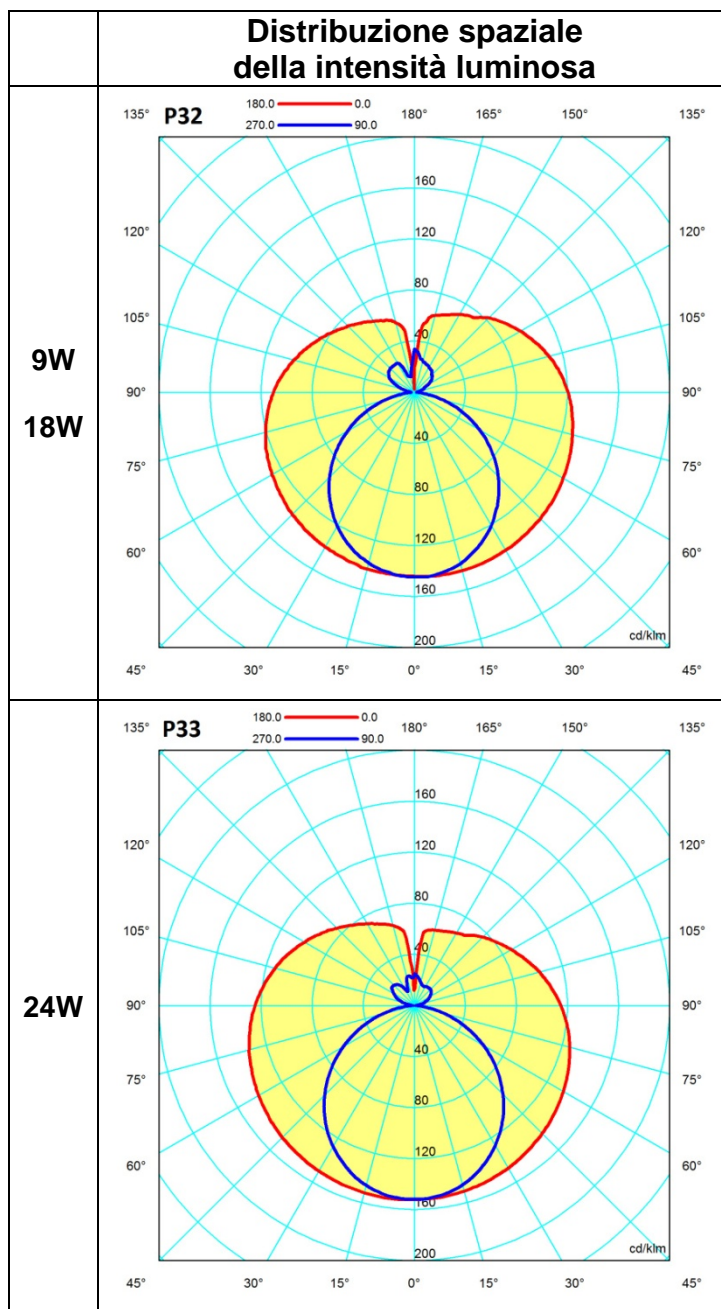 Distribuzione spaziale
della intensità luminosa
9W
18W
P32
180.0 0.0
270.0 90.0
135° 180° 165° 150° 135°
160
120° 120 120°
80
105° 40 105°
90° 90°
40
75° 75°
80
60° 120 60°
160
200 cd/klm
45° 30° 15° 0° 15° 30° 45°
24W
P33
180.0 0.0
270.0 90.0
135° 180° 165° 150° 135°
160
120° 120 120°
80
105° 40 105°
90° 90°
40
75° 75°
80
60° 120 60°
160
200 cd/klm
45° 30° 15° 0° 15° 30° 45°